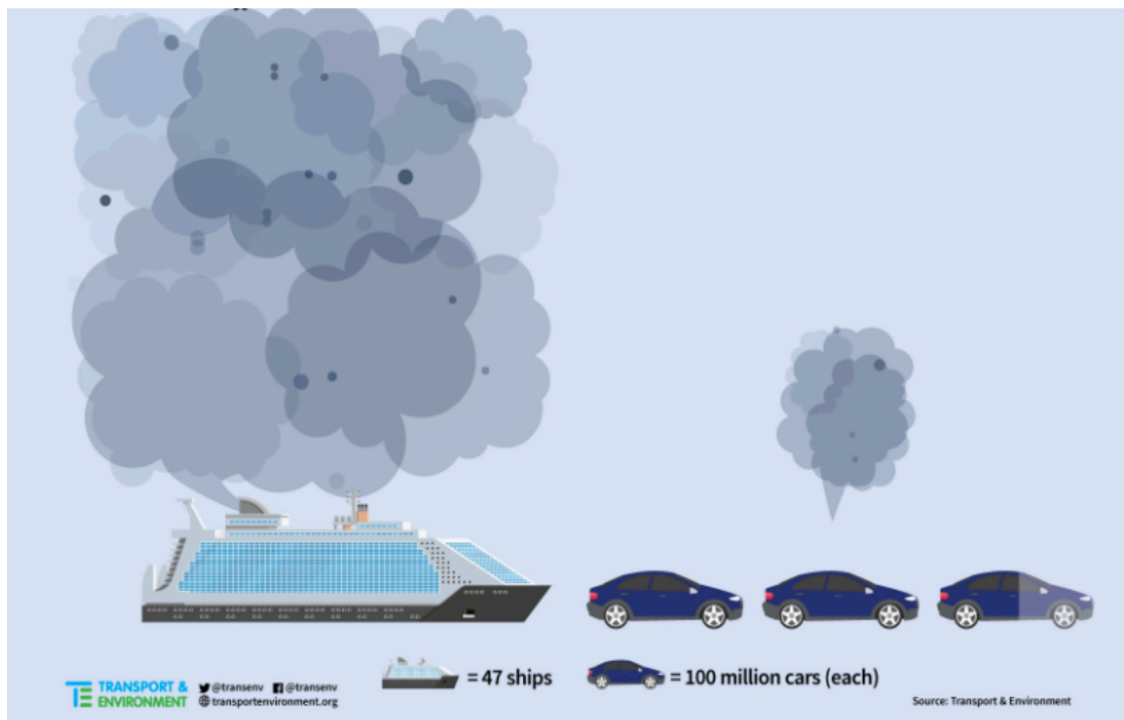 = 47 ships
= 100 million cars (each)
TRANSPORT &
ENVIRONMENT
@transenv @transenv
transportenvironment.org
Source: Transport & Environment